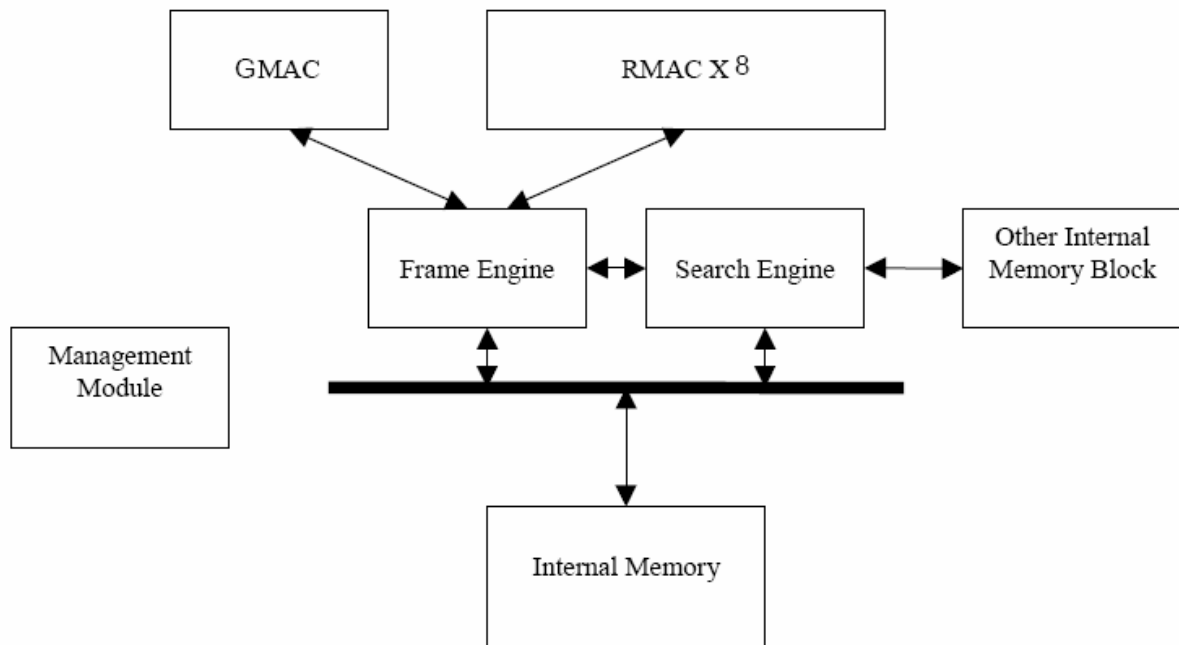 GMAC
RMAC X 8
Frame Engine
Search Engine
Other Internal
Memory Block
Management
Module
Internal Memory